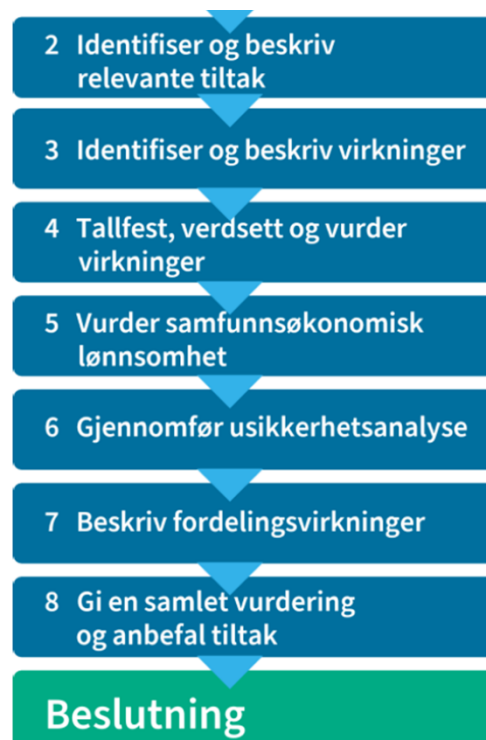 2 Identifiser og beskriv
relevante tiltak
3 Identifiser og beskriv virkninger
4 Tallfest, verdsett og vurder
virkninger
5 Vurder samfunnsøkonomisk
lønnsomhet
6 Gjennomfør usikkerhetsanalyse
7 Beskriv fordelingsvirkninger
8 Gi en samlet vurdering
og anbefal tiltak
Beslutning